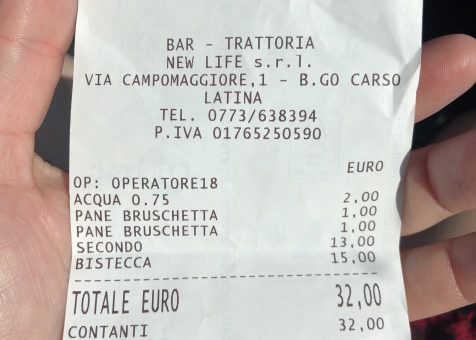 BAR - TRATTORIA
NEW LIFE s.r.l.
VIA CAMPOMAGGIORE,1 - B.GO CARSO
LATINA
TEL. 0773/638394
P.IVA 01765250590
EURO
OP: OPERATORE18
ACQUA 0.75 2,00
PANE BRUSCHETTA 1,00
PANE BRUSCHETTA 1,00
SECONDO 13,00
BISTECCA 15,00
--------------------------------
TOTALE EURO 32,00
CONTANTI 32,00